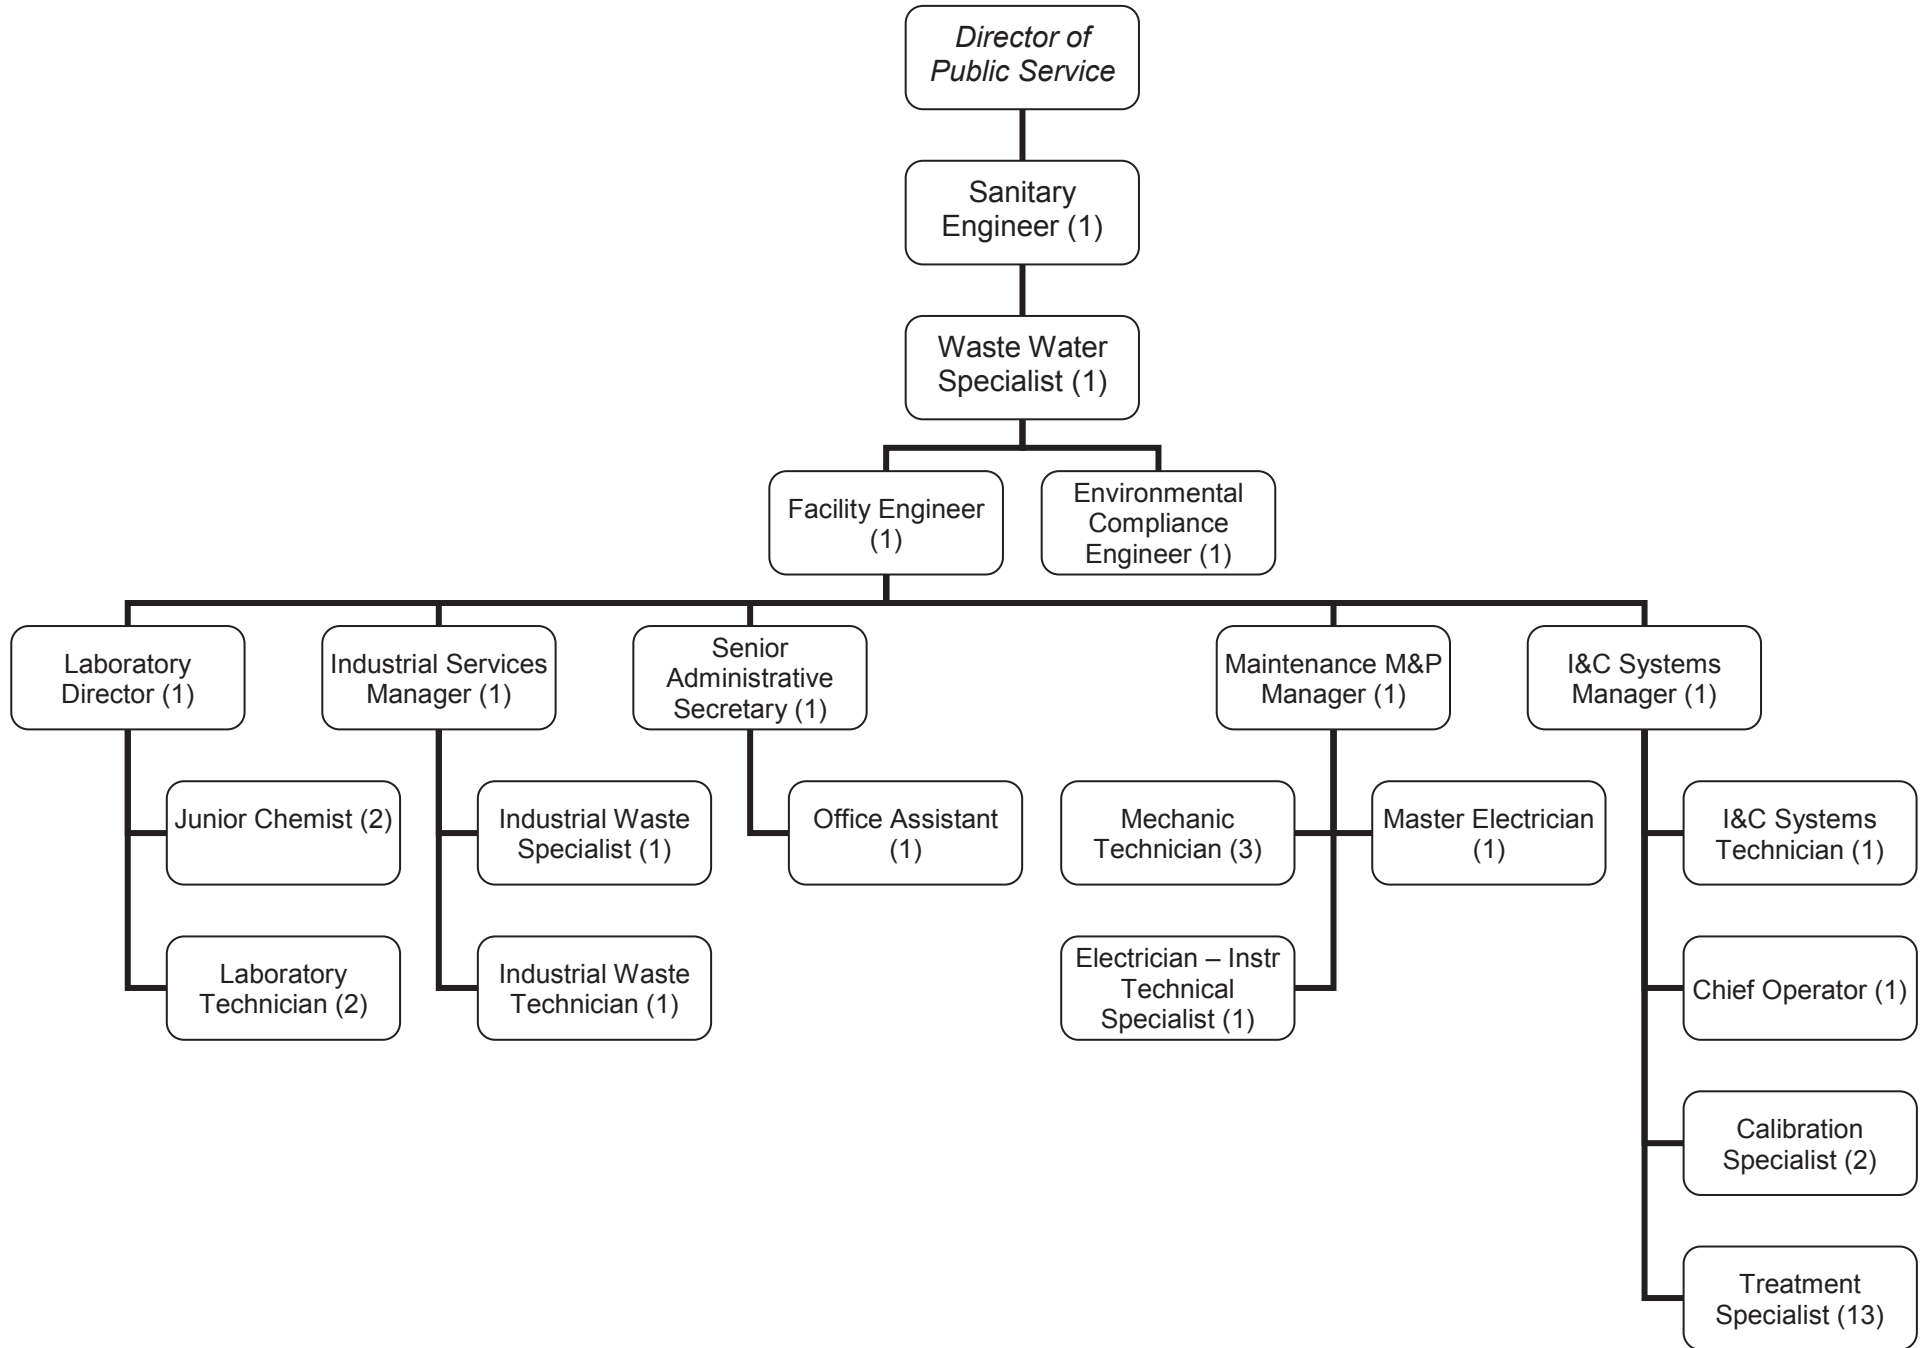 Director of
Public Service
Sanitary
Engineer (1)
Waste Water
Specialist (1)
Facility Engineer
(1)
Environmental
Compliance
Engineer (1)
Laboratory
Director (1)
Industrial Services
Manager (1)
Senior
Administrative
Secretary (1)
Maintenance M&P
Manager (1)
I&C Systems
Manager (1)
Junior Chemist (2)
Industrial Waste
Specialist (1)
Office Assistant
(1)
Mechanic
Technician (3)
Master Electrician
(1)
I&C Systems
Technician (1)
Laboratory
Technician (2)
Industrial Waste
Technician (1)
Electrician – Instr
Technical
Specialist (1)
Chief Operator (1)
Calibration
Specialist (2)
Treatment
Specialist (13)